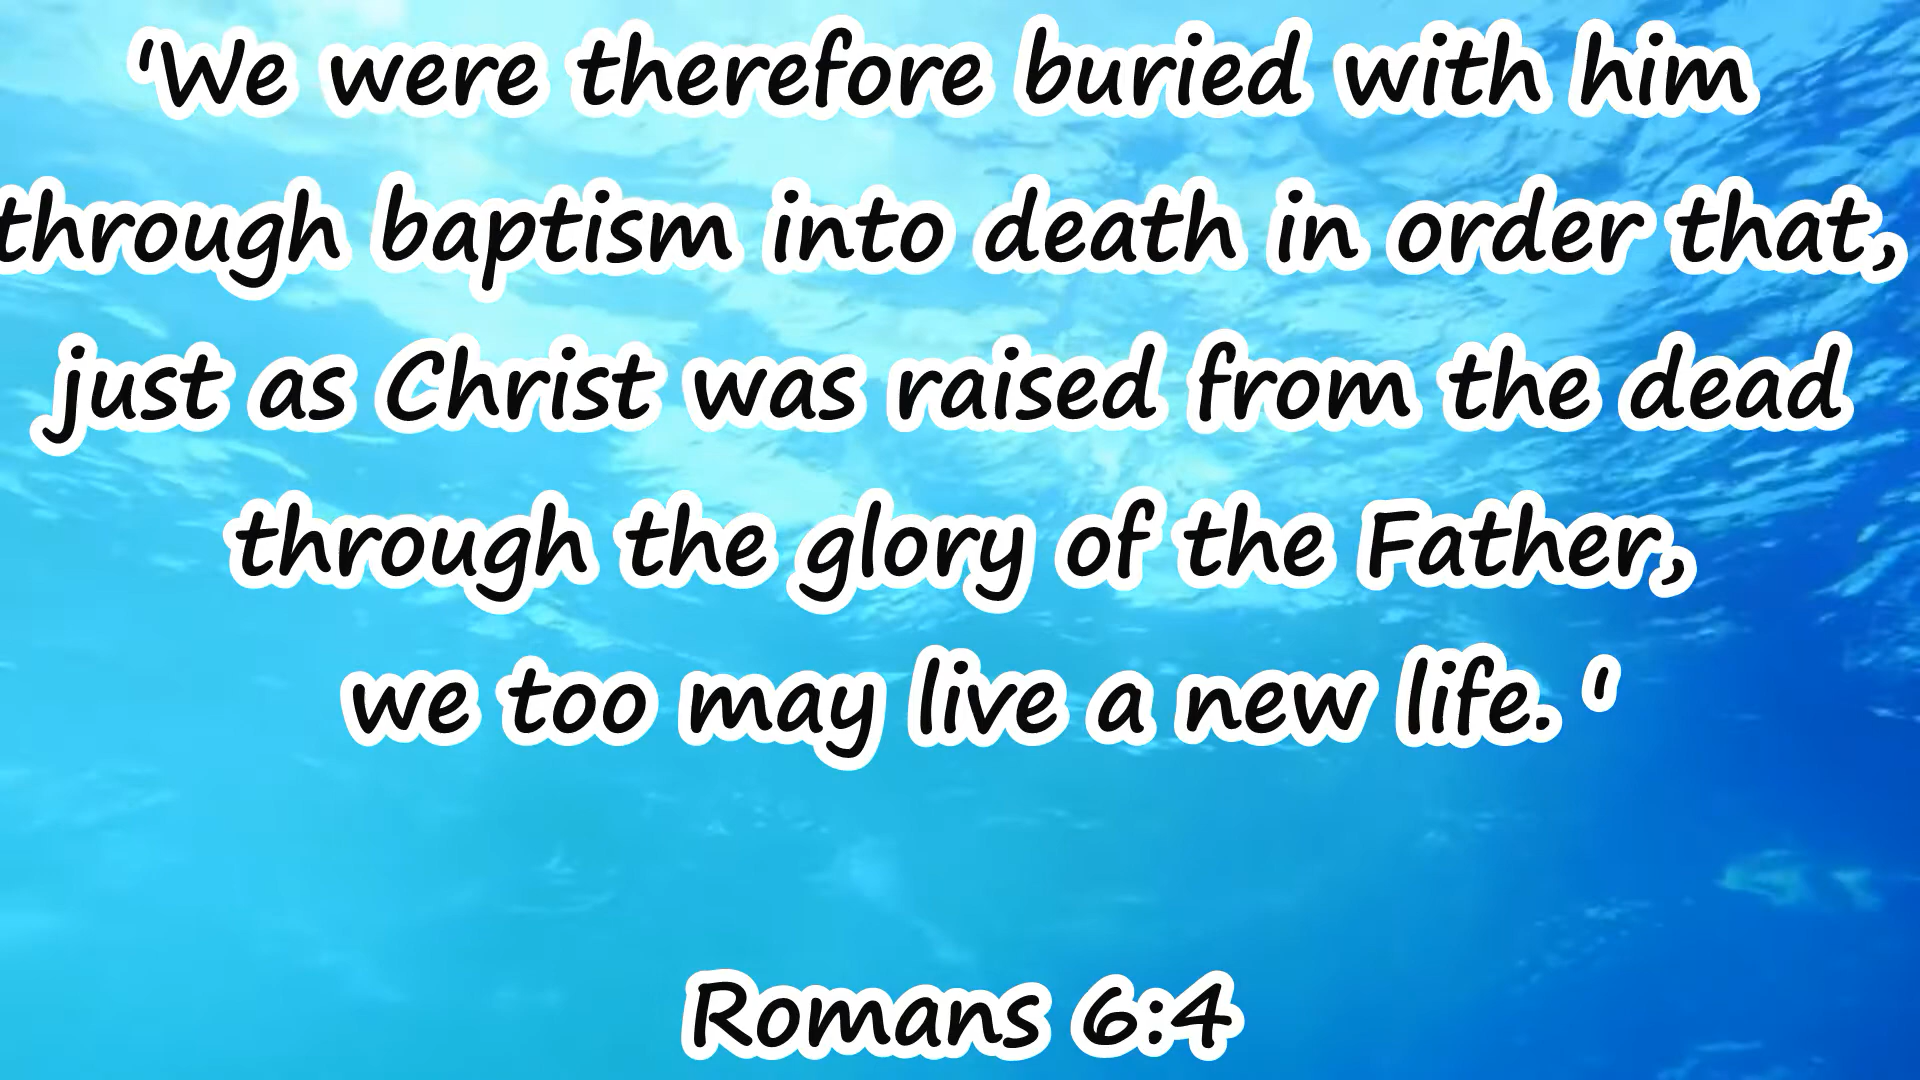 'We were therefore buried with him
through baptism into death in order that,
just as Christ was raised from the dead
through the glory of the Father,
we too may live a new life. '
Romans 6:4